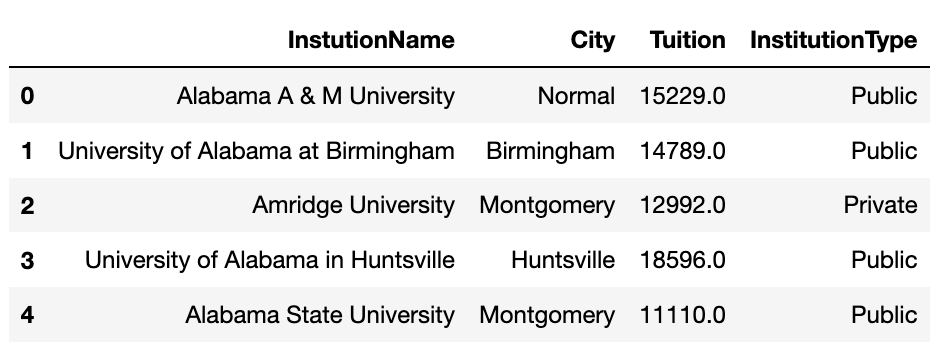 InstutionName City Tuition InstitutionType
0 Alabama A & M University Normal 15229.0 Public
1 University of Alabama at Birmingham Birmingham 14789.0 Public
2 Amridge University Montgomery 12992.0 Private
3 University of Alabama in Huntsville Huntsville 18596.0 Public
4 Alabama State University Montgomery 11110.0 Public